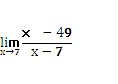 lim x - 49
x→7 x - 7